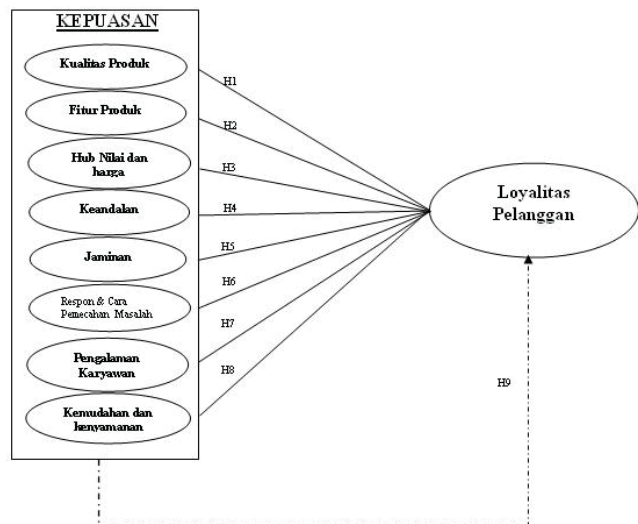 KEPUASAN
Kualitas Produk
Fitur Produk
Hub Nilai dan
harga
Keandalan
Jaminan
Respon & Cara
Pemecahan Masalah
Pengalaman
Karyawan
Kemudahan dan
kenyamanan
H1
H2
H3
H4
H5
H6
H7
H8
Loyalitas
Pelanggan
H9